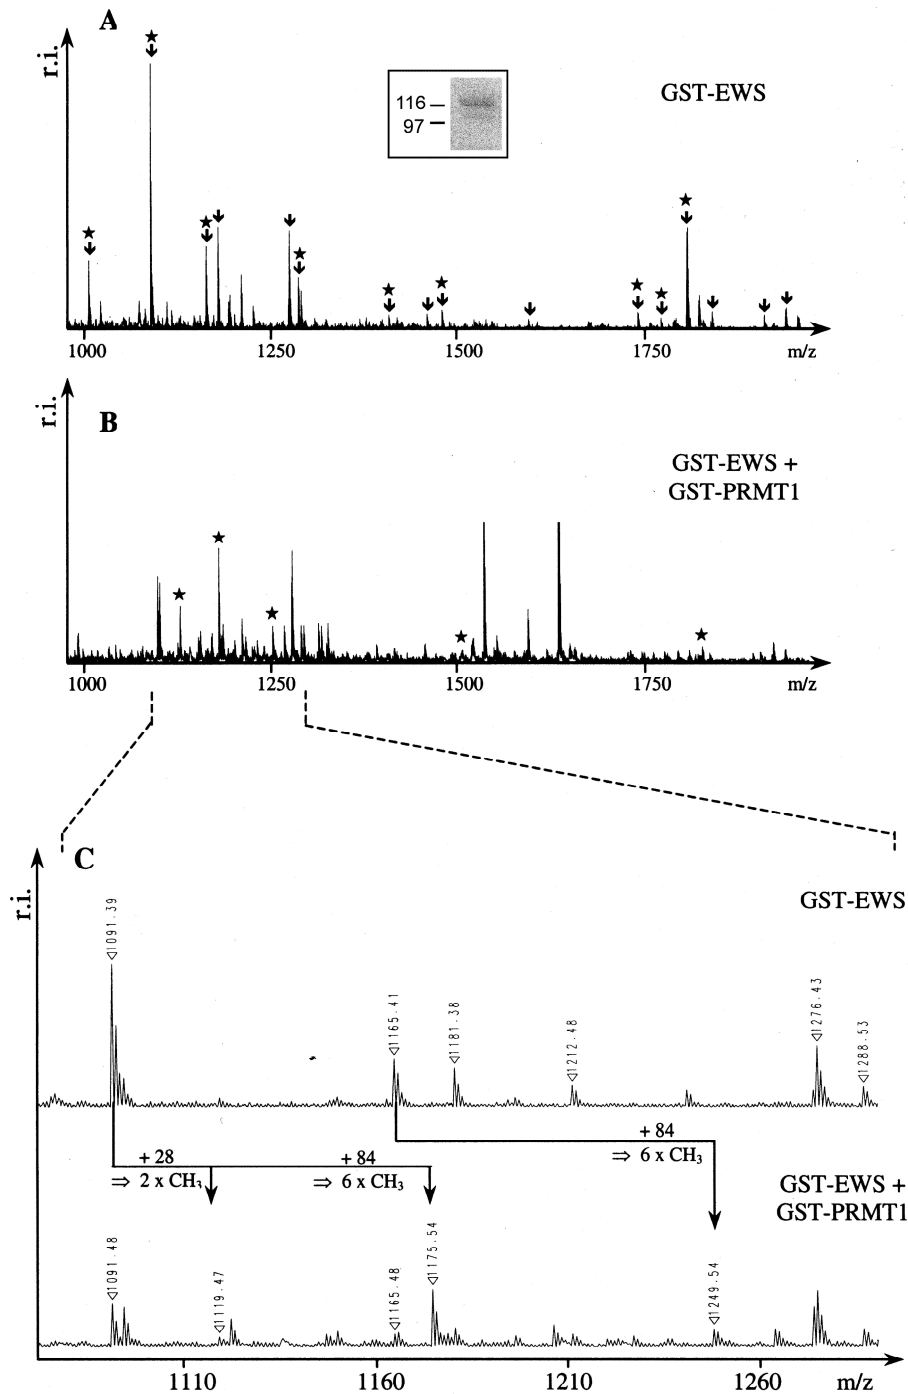 A
r.i.
GST-EWS
116
97
1000 1250 1500 1750 m/z
B
r.i.
GST-EWS +
GST-PRMT1
1000 1250 1500 1750 m/z
C
r.i.
GST-EWS
1091.39
1165.41
1181.38
1212.48
1276.43
1288.53
+ 28
⇒ 2 x CH₃
+ 84
⇒ 6 x CH₃
+ 84
⇒ 6 x CH₃
GST-EWS +
GST-PRMT1
1091.48
1119.47
1165.48
1175.54
1249.54
1110 1160 1210 1260 m/z